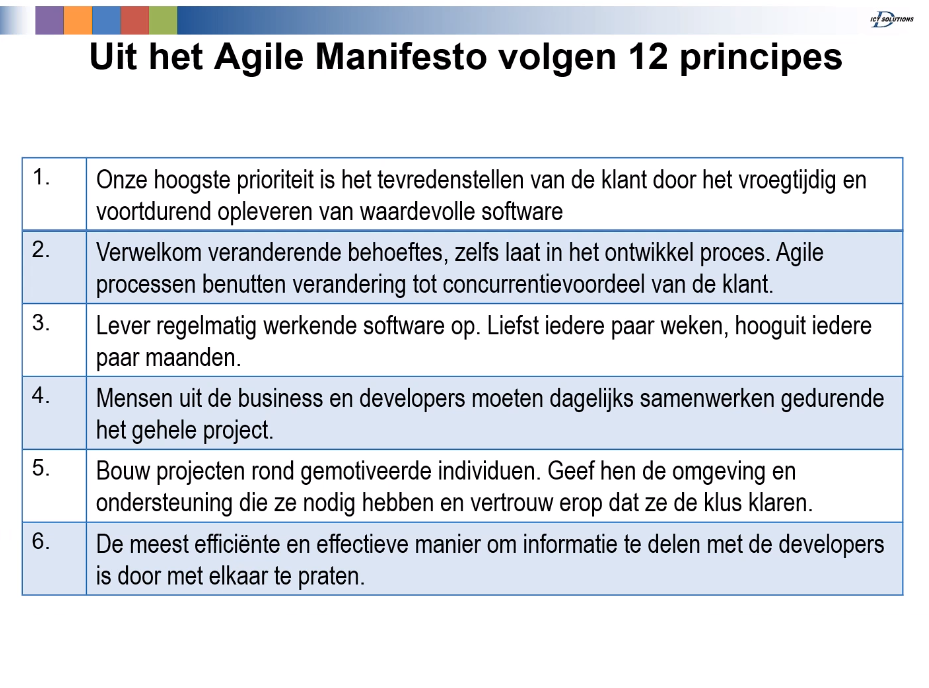 ICT SOLUTIONS
Uit het Agile Manifesto volgen 12 principes
1. Onze hoogste prioriteit is het tevredenstellen van de klant door het vroegtijdig en
voortdurend opleveren van waardevolle software
2. Verwelkom veranderende behoeftes, zelfs laat in het ontwikkel proces. Agile
processen benutten verandering tot concurrentievoordeel van de klant.
3. Lever regelmatig werkende software op. Liefst iedere paar weken, hooguit iedere
paar maanden.
4. Mensen uit de business en developers moeten dagelijks samenwerken gedurende
het gehele project.
5. Bouw projecten rond gemotiveerde individuen. Geef hen de omgeving en
ondersteuning die ze nodig hebben en vertrouw erop dat ze de klus klaren.
6. De meest efficiënte en effectieve manier om informatie te delen met de developers
is door met elkaar te praten.